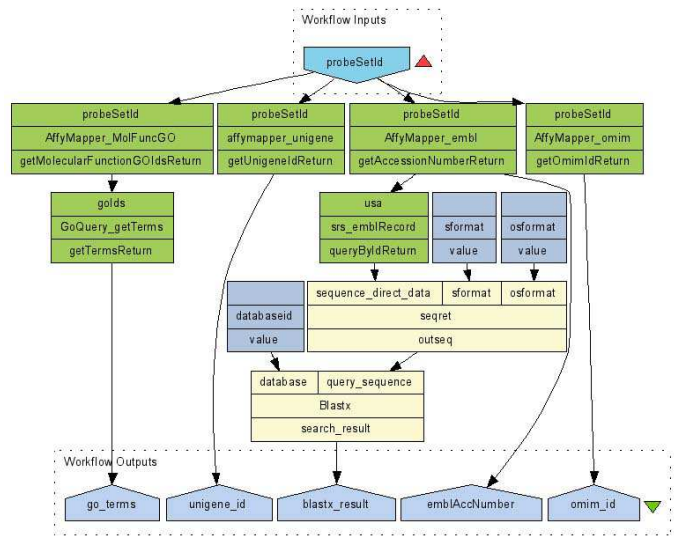 Workflow Inputs
probeSetId
probeSetId probeSetId probeSetId probeSetId
AffyMapper_MolFuncGO affymapper_unigene AffyMapper_embl AffyMapper_omim
getMolecularFunctionGOIdsReturn getUnigeneIdReturn getAccessionNumberReturn getOmimIdReturn
goIds usa
GoQuery_getTerms srs_emblRecord sformat osformat
getTermsReturn queryByIdReturn value value
sequence_direct_data sformat osformat
databaseid seqret
value outseq
database query_sequence
Blastx
search_result
Workflow Outputs
go_terms unigene_id blastx_result emblAccNumber omim_id